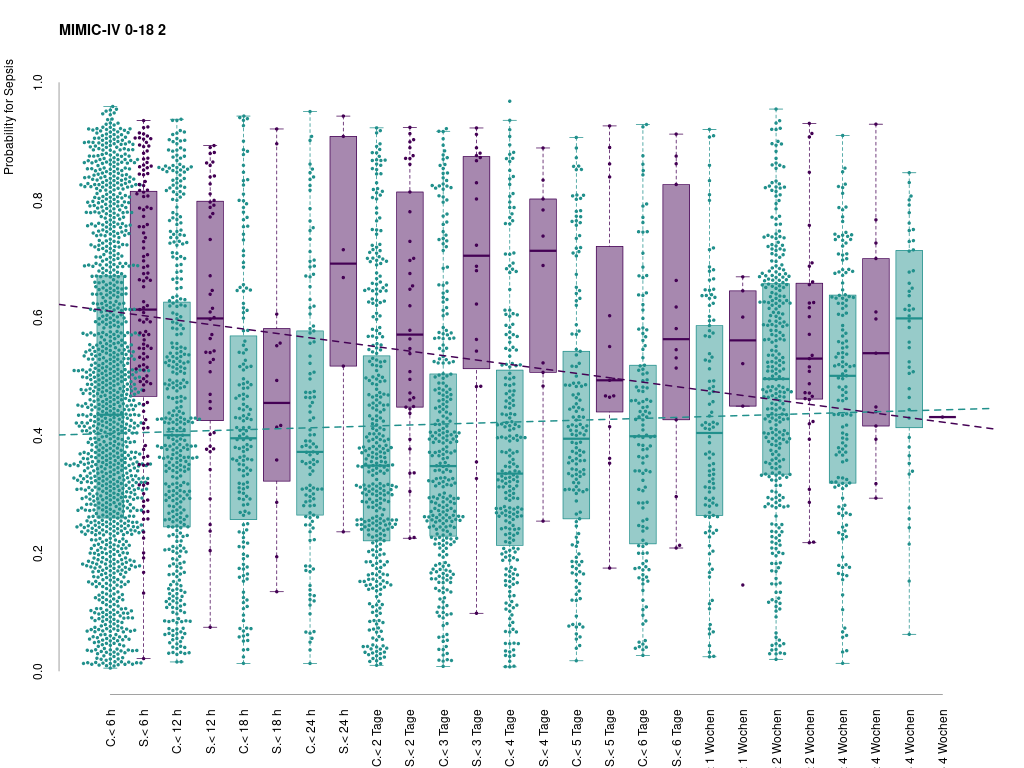 MIMIC-IV 0-18 2
Probability for Sepsis
1.0
0.8
0.6
0.4
0.2
0.0
C.< 6 h
S.< 6 h
C.< 12 h
S.< 12 h
C.< 18 h
S.< 18 h
C.< 24 h
S.< 24 h
C.< 2 Tage
S.< 2 Tage
C.< 3 Tage
S.< 3 Tage
C.< 4 Tage
S.< 4 Tage
C.< 5 Tage
S.< 5 Tage
C.< 6 Tage
S.< 6 Tage
1 Wochen
1 Wochen
2 Wochen
2 Wochen
4 Wochen
4 Wochen
4 Wochen
4 Wochen